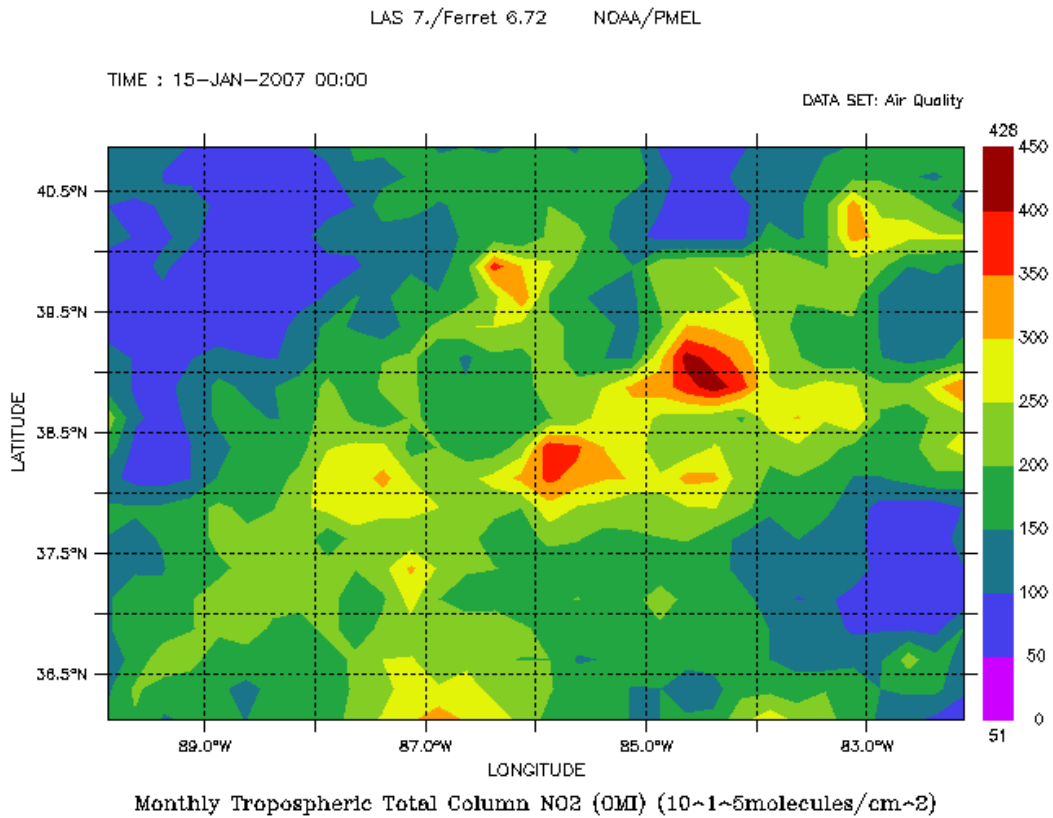 LAS 7./Ferret 6.72 NOAA/PMEL
TIME : 15-JAN-2007 00:00
DATA SET: Air Quality
428
450
400
350
300
250
200
150
100
50
0
51
40.5°N
39.5°N
38.5°N
37.5°N
36.5°N
LATITUDE
89.0°W 87.0°W 85.0°W 83.0°W
LONGITUDE
Monthly Tropospheric Total Column NO2 (OMI) (10~1~5molecules/cm~2)